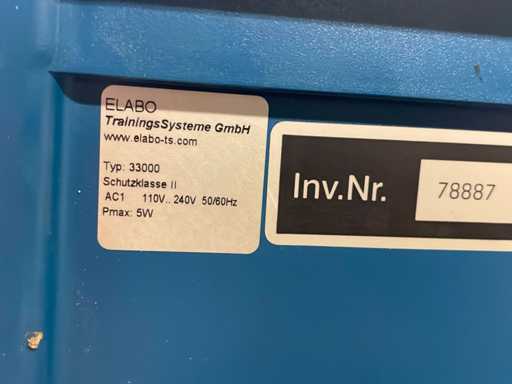 ELABO
TrainingsSysteme GmbH
www.elabo-ts.com
Typ: 33000
Schutzklasse II
AC1 110V.. 240V 50/60Hz
Pmax: 5W
Inv.Nr. 78887